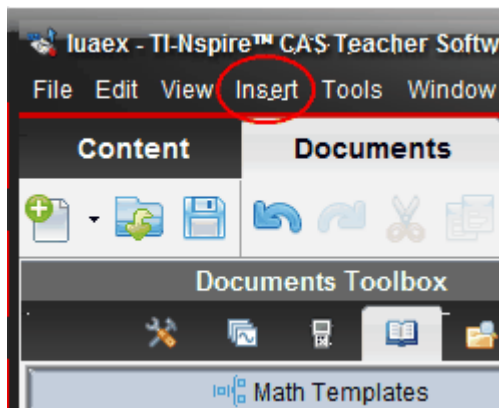 luaex - TI-Nspire™ CAS Teacher Softw
File Edit View Insert Tools Window
Content Documents
Documents Toolbox
Math Templates